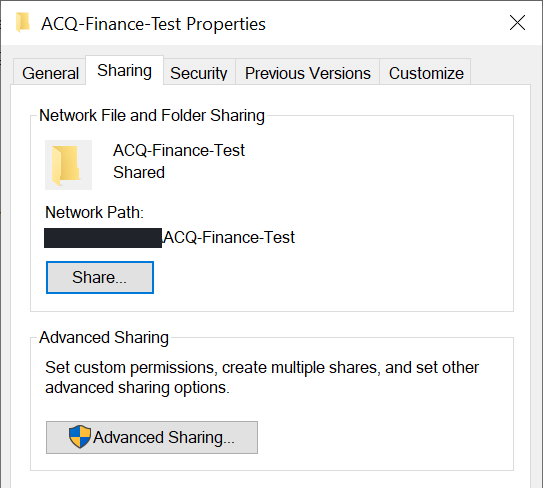 ACQ-Finance-Test Properties
General Sharing Security Previous Versions Customize
Network File and Folder Sharing
ACQ-Finance-Test
Shared
Network Path:
\ACQ-Finance-Test
Share...
Advanced Sharing
Set custom permissions, create multiple shares, and set other
advanced sharing options.
Advanced Sharing...